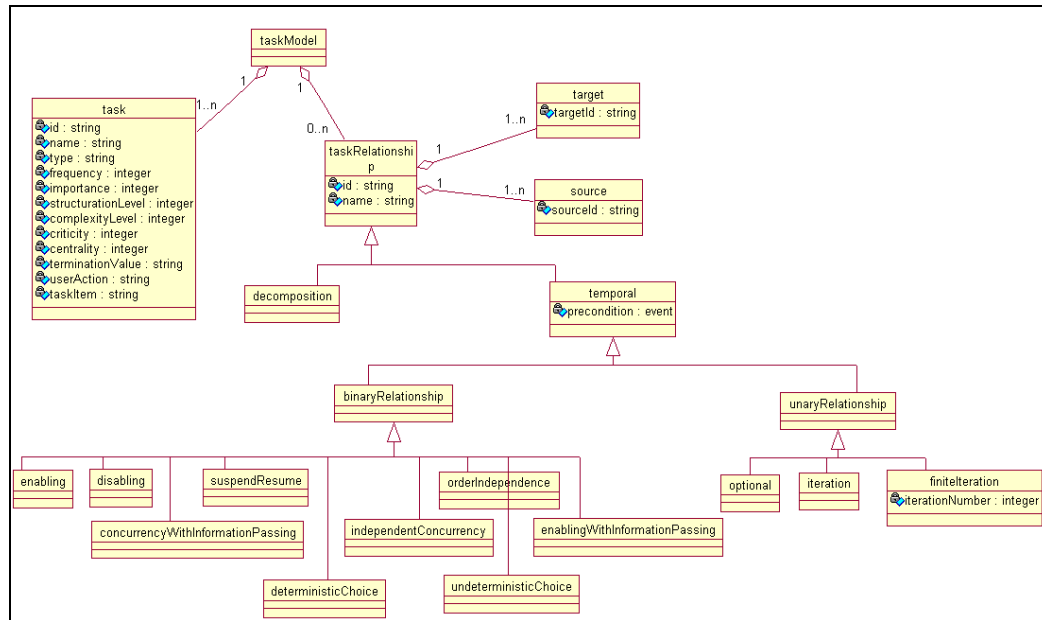 taskModel
1
1
1..n
0..n
task
id : string
name : string
type : string
frequency : integer
importance : integer
structurationLevel : integer
complexityLevel : integer
criticity : integer
centrality : integer
terminationValue : string
userAction : string
taskItem : string
taskRelationshi
p
id : string
name : string
1
1..n
target
targetId : string
1
1..n
source
sourceId : string
decomposition
temporal
precondition : event
binaryRelationship
unaryRelationship
enabling
disabling
suspendResume
orderIndependence
concurrencyWithInformationPassing
independentConcurrency
enablingWithInformationPassing
deterministicChoice
undeterministicChoice
optional
iteration
finiteIteration
iterationNumber : integer